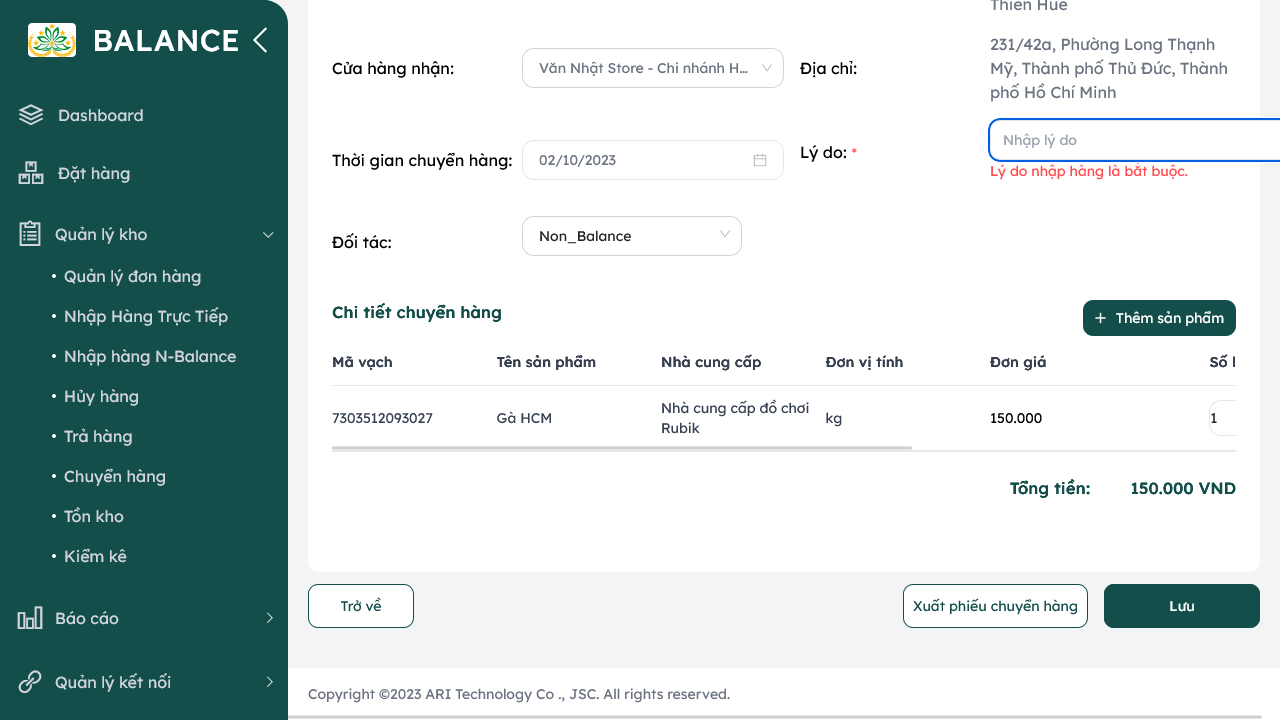 BALANCE
Dashboard
Đặt hàng
Quản lý kho
Quản lý đơn hàng
Nhập Hàng Trực Tiếp
Nhập hàng N-Balance
Hủy hàng
Trả hàng
Chuyển hàng
Tồn kho
Kiểm kê
Báo cáo
Quản lý kết nối
Thiên Huế
Cửa hàng nhận:
Văn Nhật Store - Chi nhánh H...
Địa chỉ:
231/42a, Phường Long Thạnh
Mỹ, Thành phố Thủ Đức, Thành
phố Hồ Chí Minh
Thời gian chuyển hàng:
02/10/2023
Lý do: *
Nhập lý do
Lý do nhập hàng là bắt buộc.
Đối tác:
Non_Balance
Chi tiết chuyển hàng
+ Thêm sản phẩm
Mã vạch Tên sản phẩm Nhà cung cấp Đơn vị tính Đơn giá Số l
7303512093027 Gà HCM Nhà cung cấp đồ chơi kg 150.000 1
Rubik
Tổng tiền: 150.000 VND
Trở về
Xuất phiếu chuyển hàng
Lưu
Copyright ©2023 ARI Technology Co ., JSC. All rights reserved.